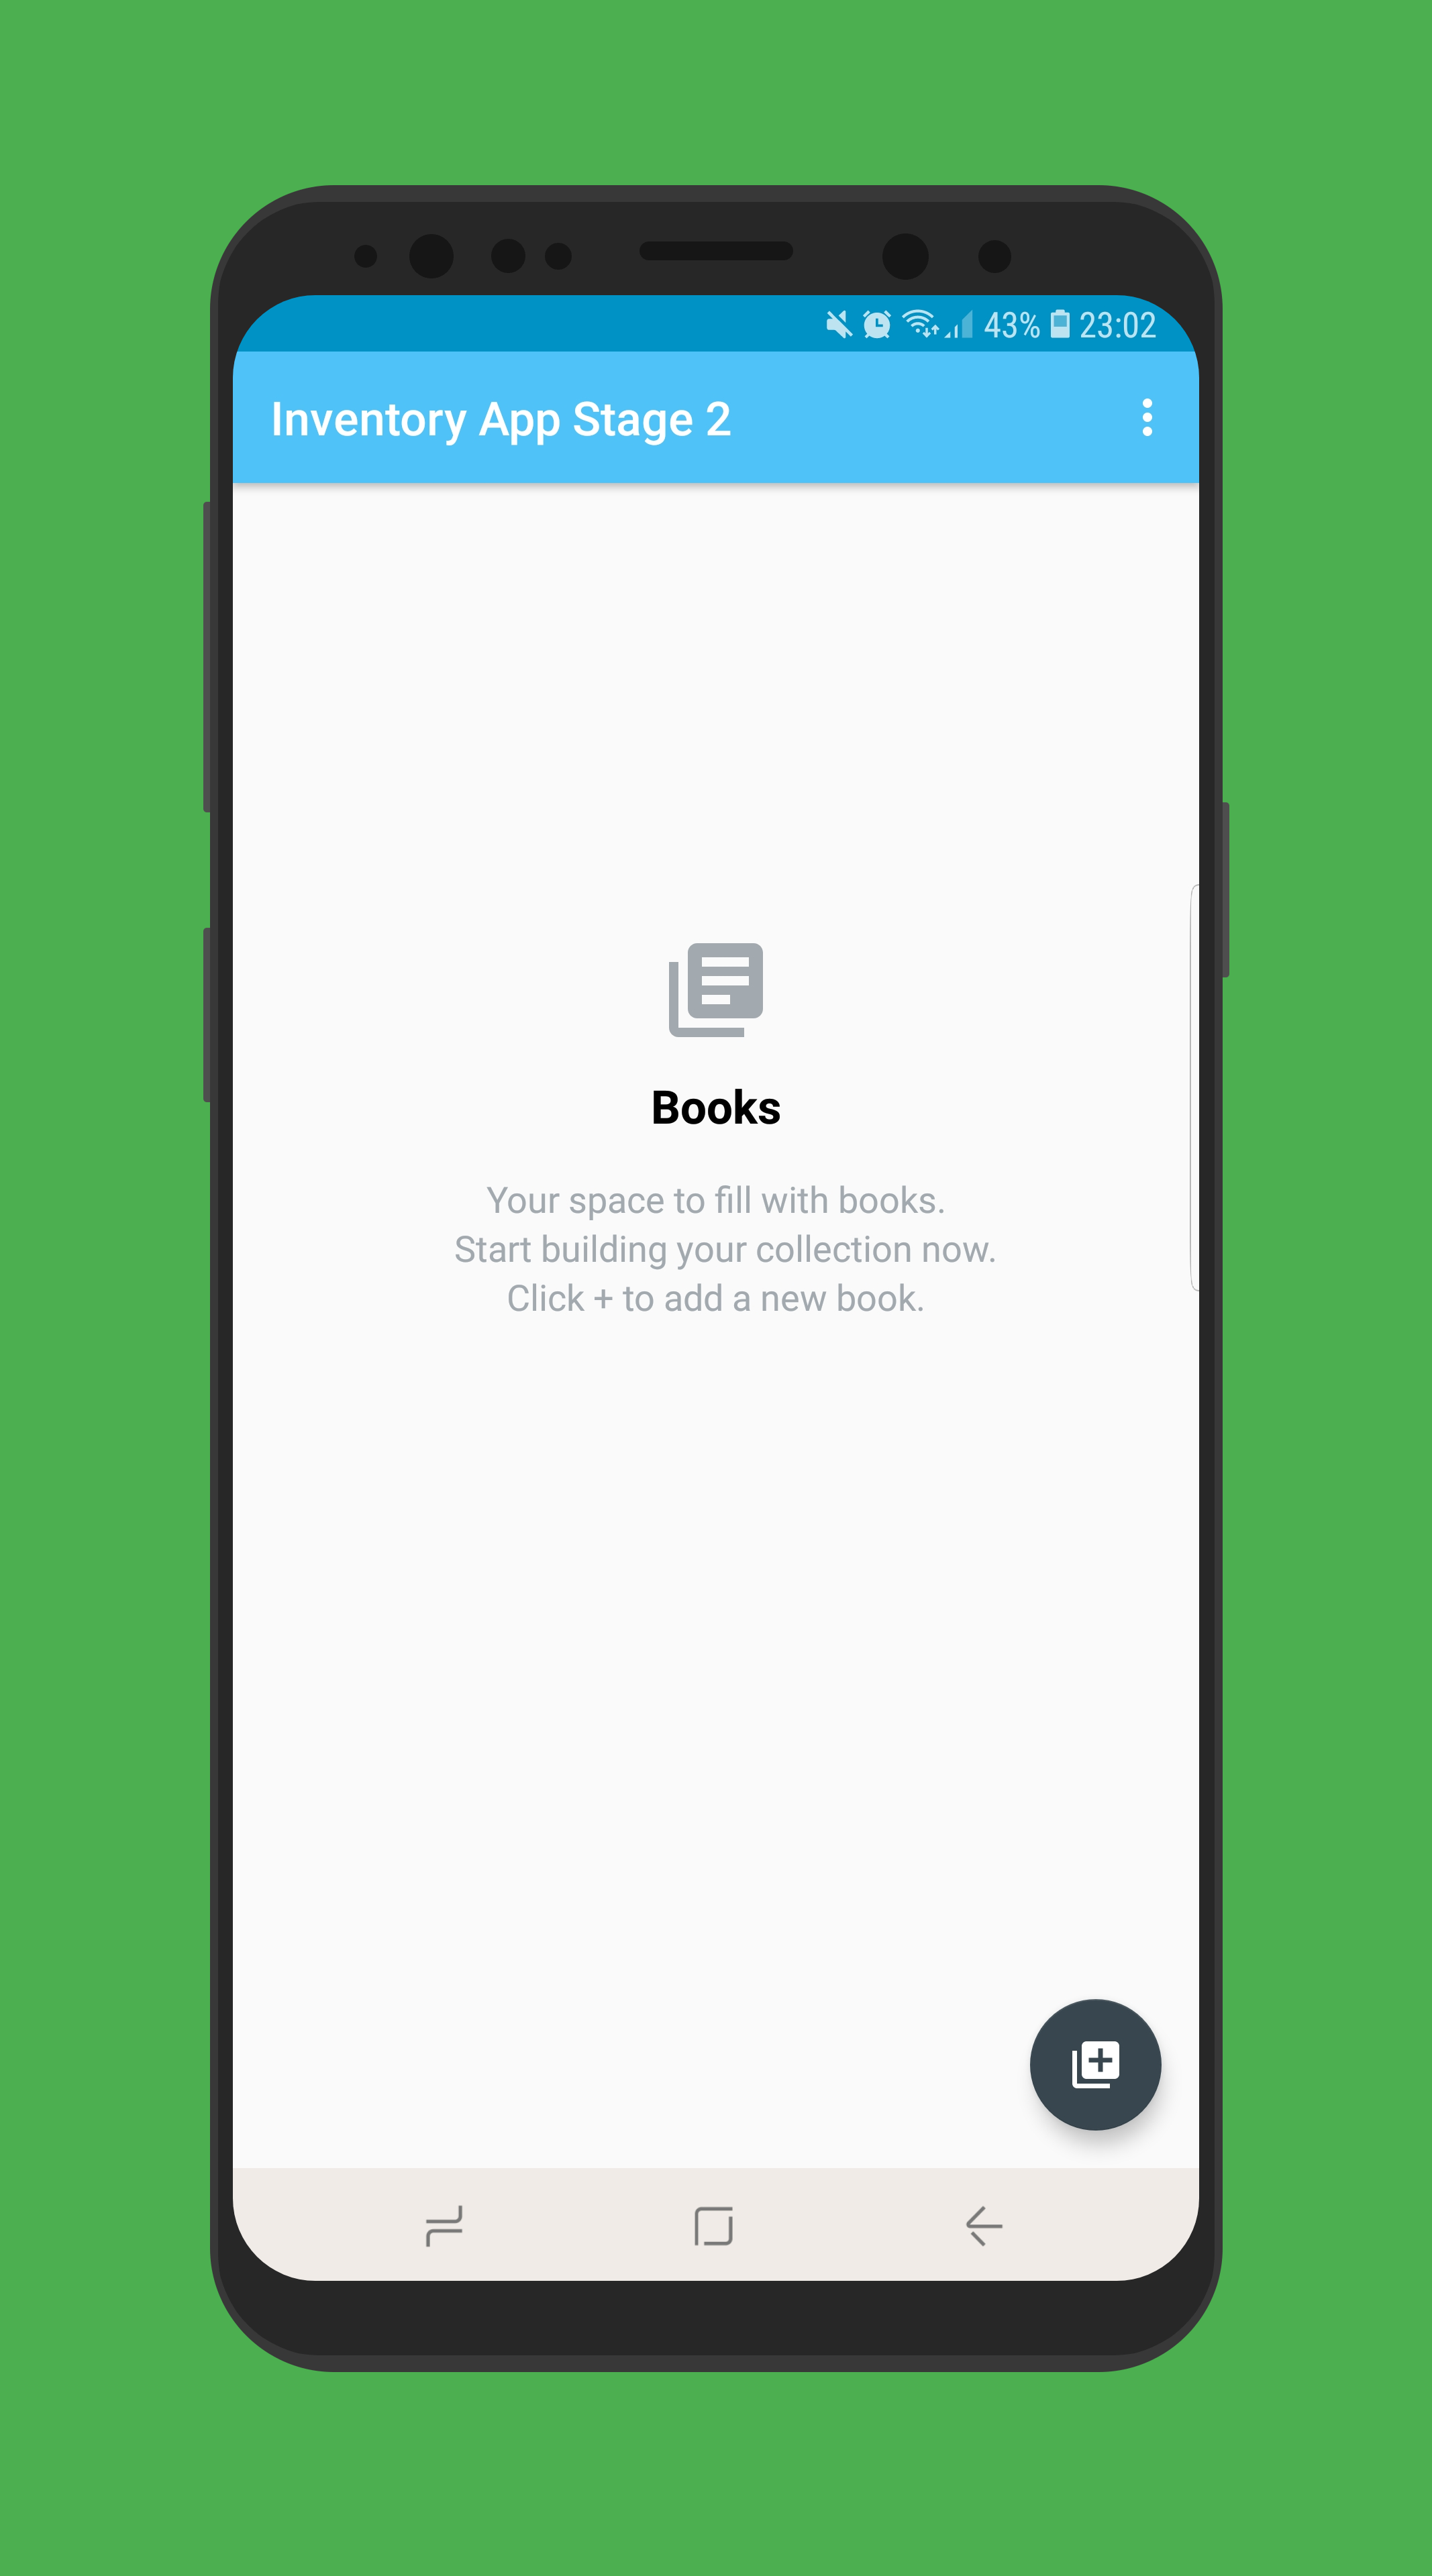 43% 23:02
Inventory App Stage 2
Books
Your space to fill with books.
Start building your collection now.
Click + to add a new book.